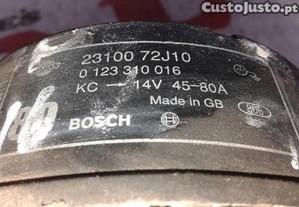 CustoJusto.pt
23100 72J10
0 123 310 016
KC → 14V 45-80A
Made in GB
BOSCH